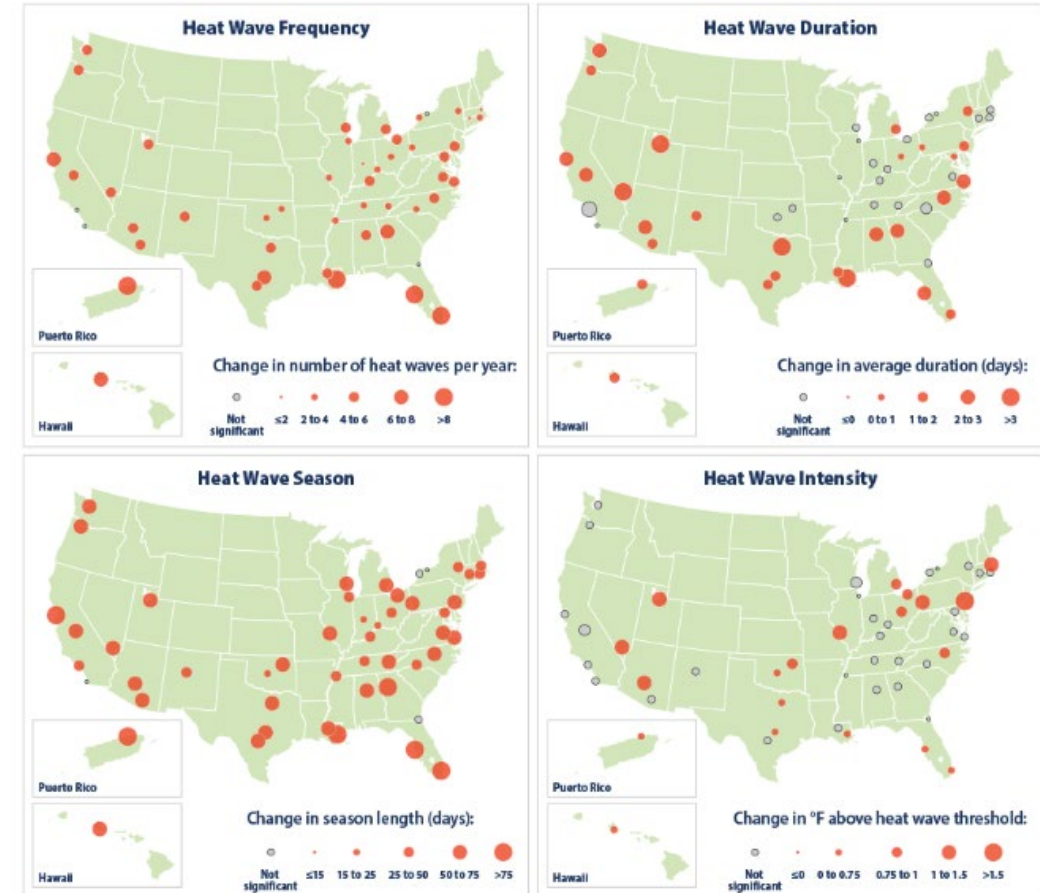 Heat Wave Frequency
Puerto Rico
Hawaii
Change in number of heat waves per year:
Not significant
≤2
2 to 4
4 to 6
6 to 8
>8
Heat Wave Duration
Puerto Rico
Hawaii
Change in average duration (days):
Not significant
≤0
0 to 1
1 to 2
2 to 3
>3
Heat Wave Season
Puerto Rico
Hawaii
Change in season length (days):
Not significant
≤15
15 to 25
25 to 50
50 to 75
>75
Heat Wave Intensity
Puerto Rico
Hawaii
Change in °F above heat wave threshold:
Not significant
≤0
0 to 0.75
0.75 to 1
1 to 1.5
>1.5